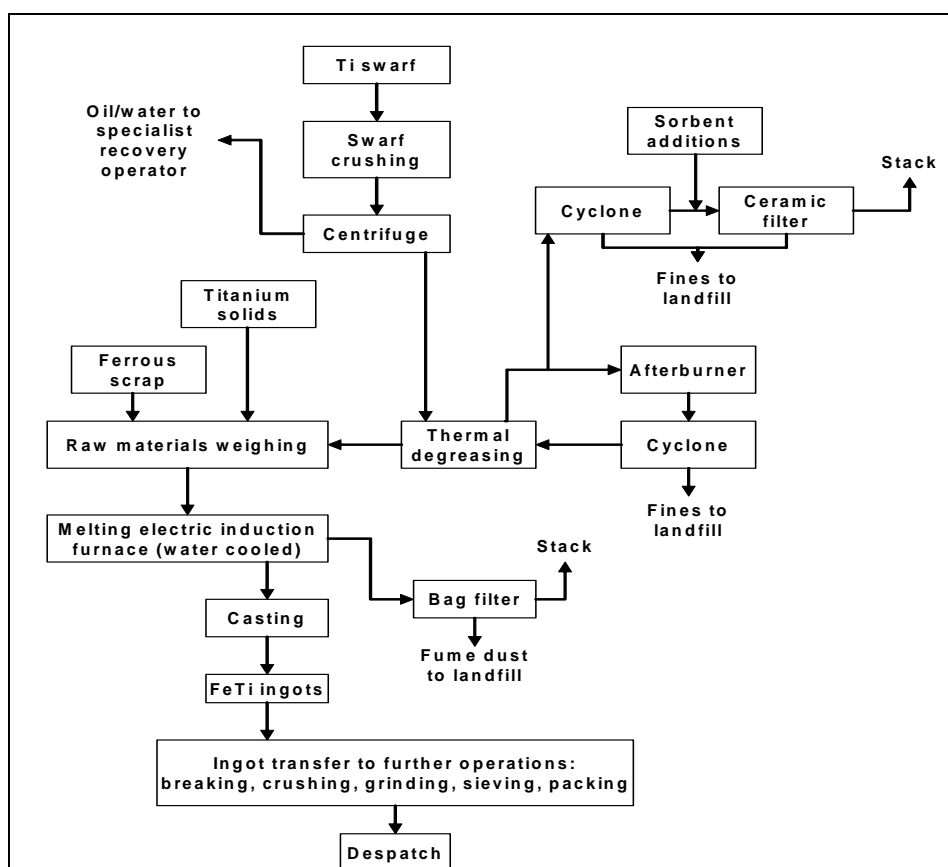 Ti swarf
Oil/water to
specialist
recovery
operator
Swarf
crushing
Sorbent
additions
Stack
Cyclone
Ceramic
filter
Centrifuge
Fines to
landfill
Titanium
solids
Ferrous
scrap
Afterburner
Raw materials weighing
Thermal
degreasing
Cyclone
Fines to
landfill
Melting electric induction
furnace (water cooled)
Stack
Bag filter
Casting
Fume dust
to landfill
FeTi ingots
Ingot transfer to further operations:
breaking, crushing, grinding, sieving, packing
Despatch